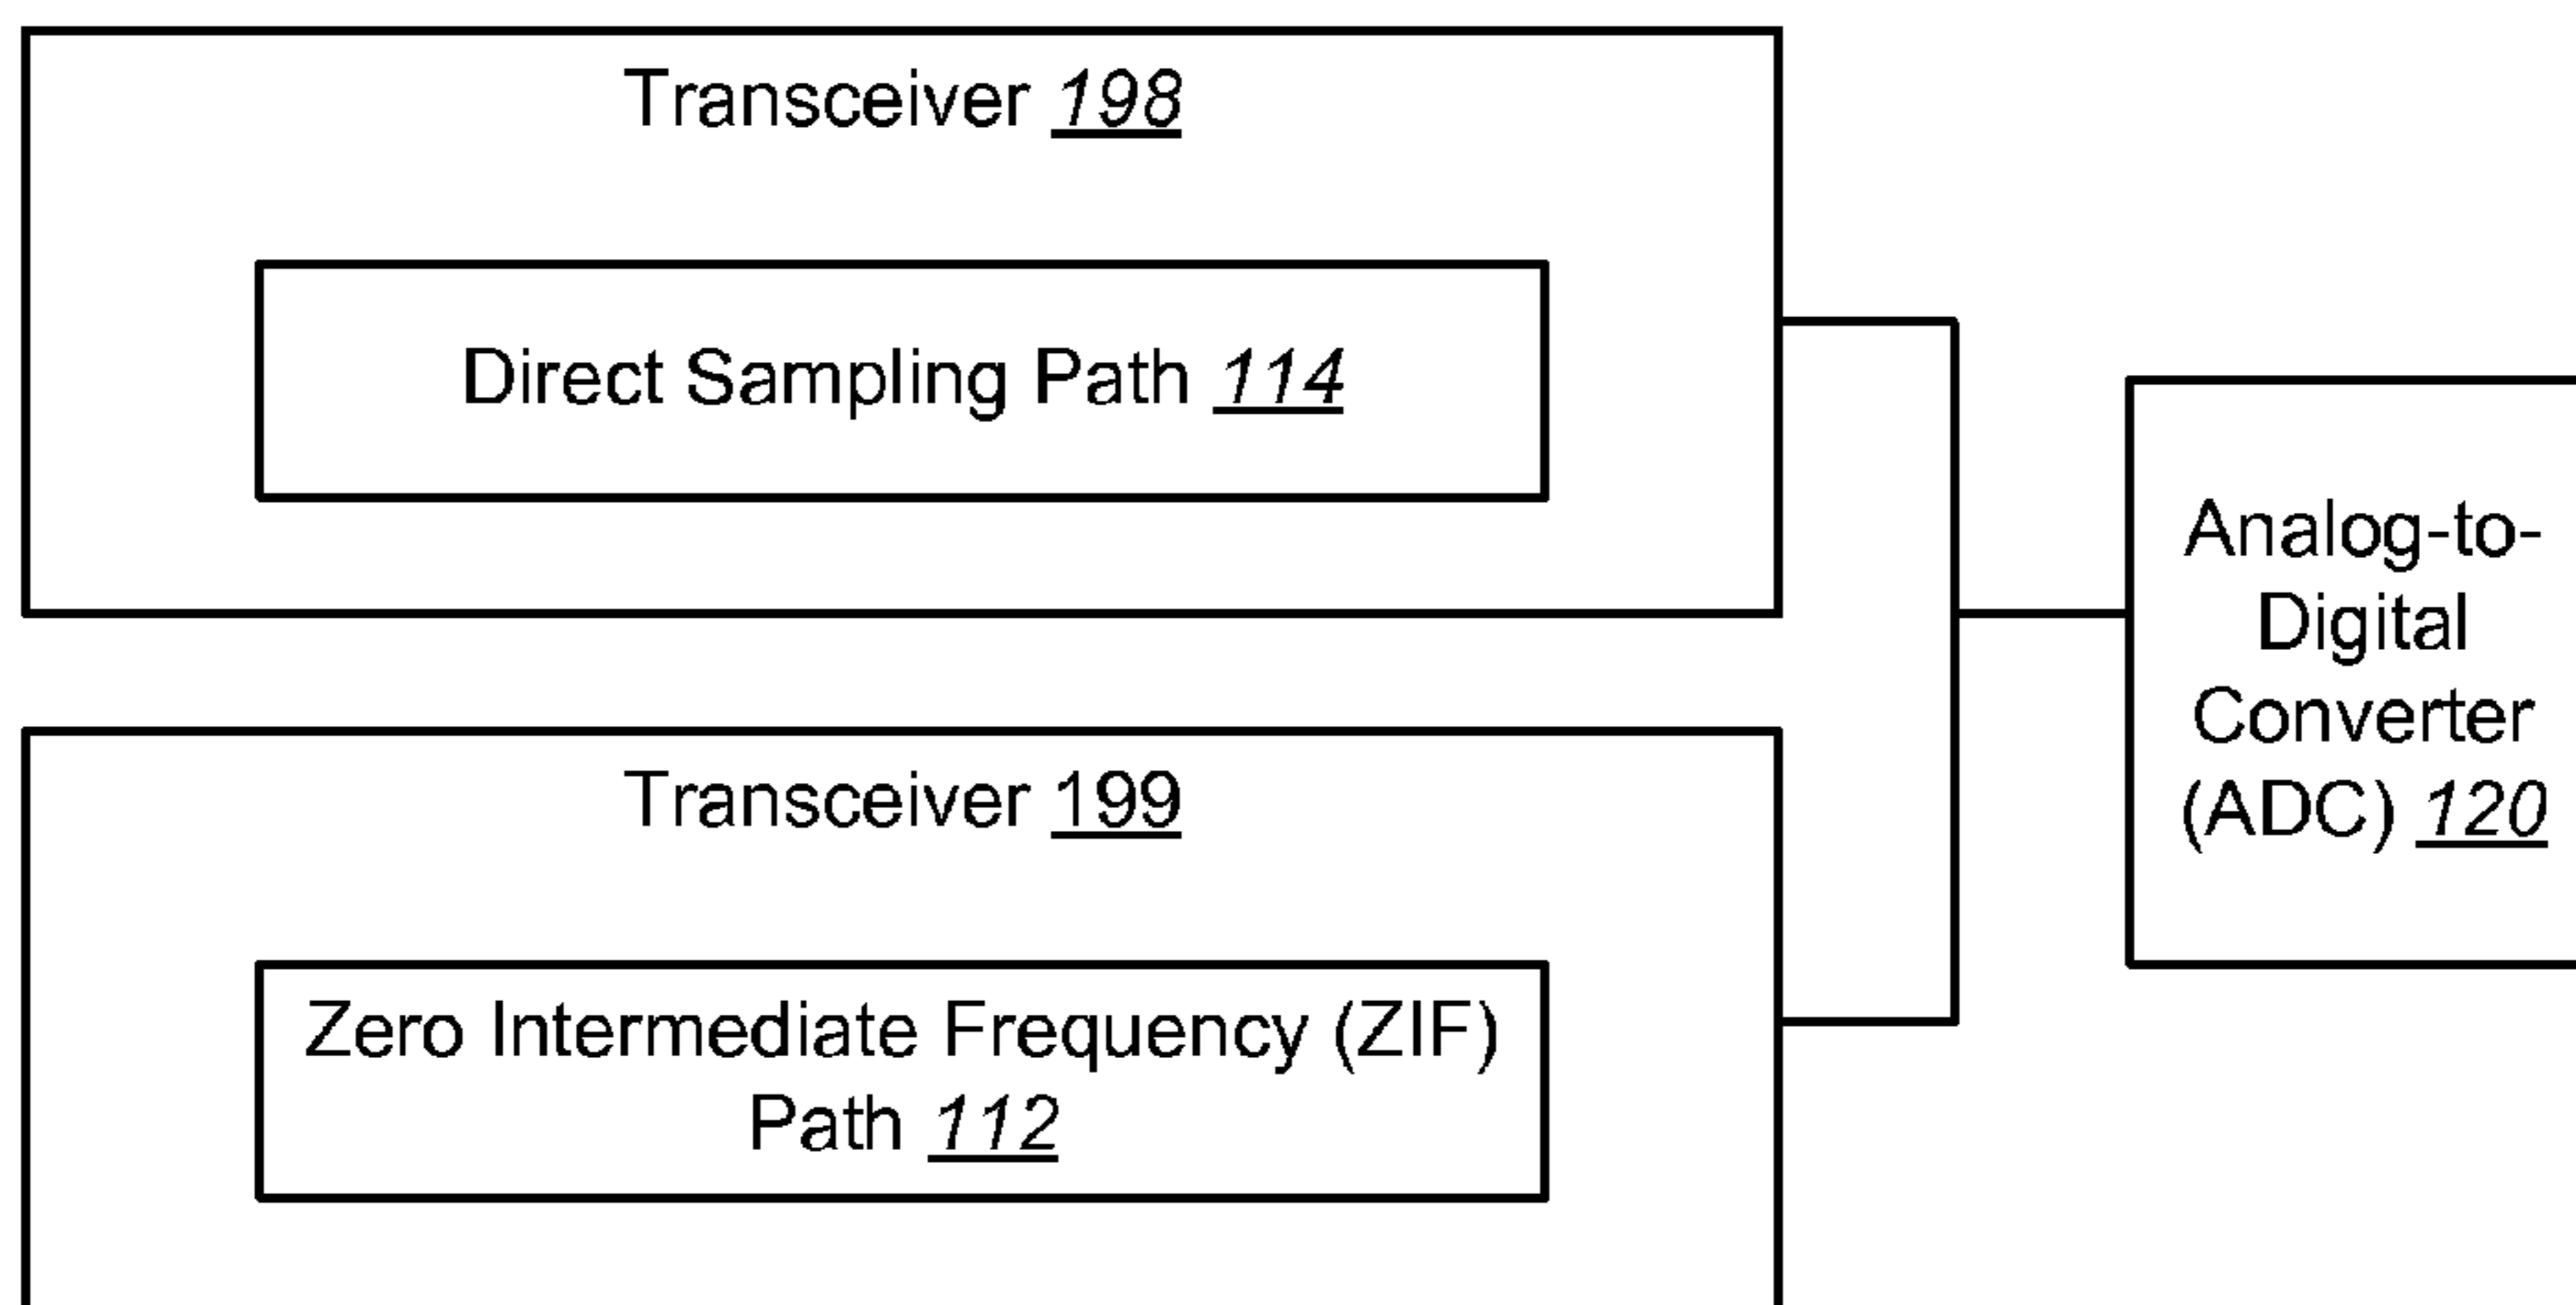 Transceiver 198
Direct Sampling Path 114
Analog-to-
Digital
Converter
(ADC) 120
Transceiver 199
Zero Intermediate Frequency (ZIF)
Path 112